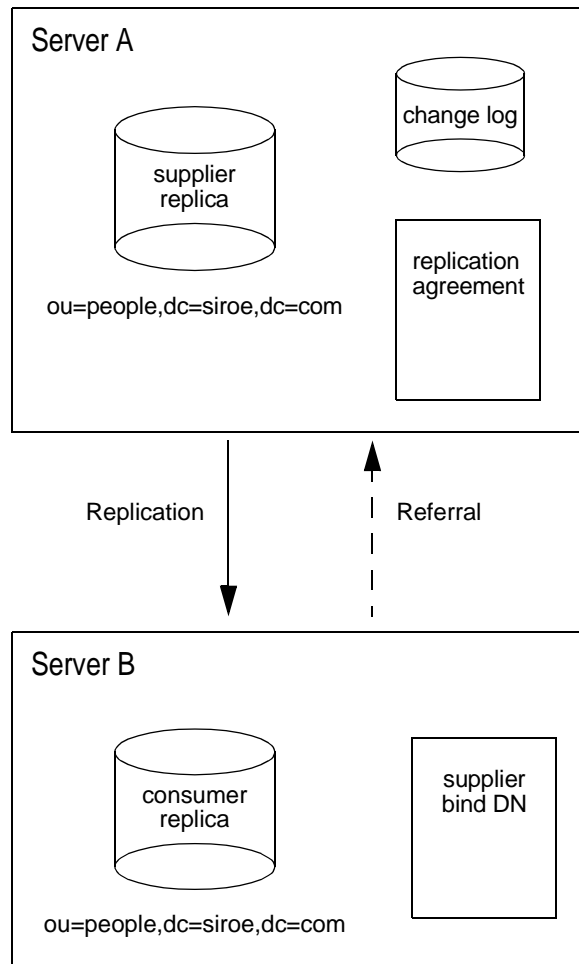 Server A
change log
supplier
replica
replication
agreement
ou=people,dc=siroe,dc=com
Replication
Referral
Server B
consumer
replica
supplier
bind DN
ou=people,dc=siroe,dc=com